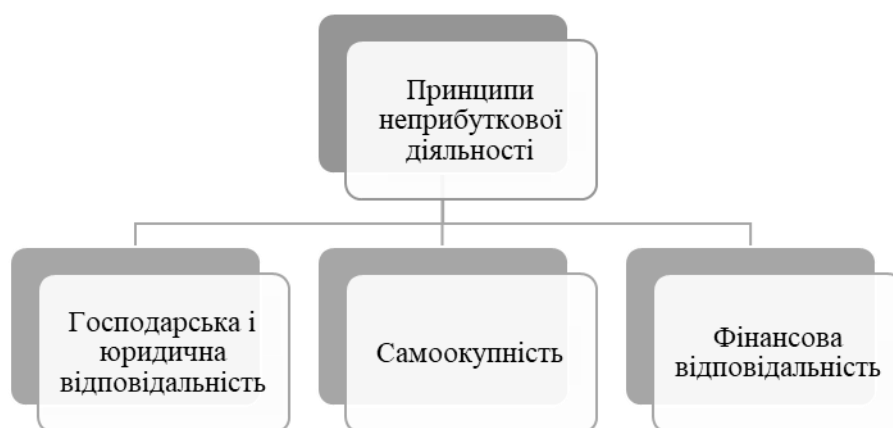 Принципи
неприбуткової
діяльності
Господарська і
юридична
відповідальність
Самоокупність
Фінансова
відповідальність